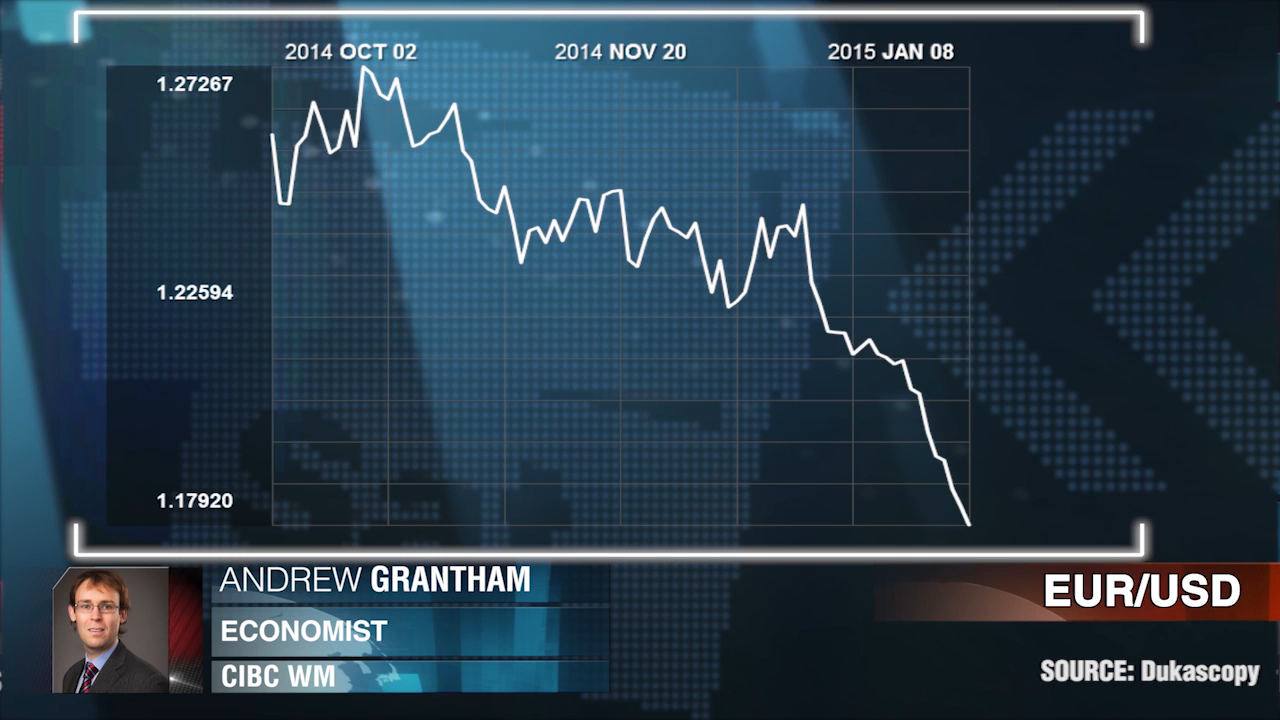 2014 OCT 02
2014 NOV 20
2015 JAN 08
1.27267
1.22594
1.17920
ANDREW GRANTHAM
ECONOMIST
CIBC WM
EUR/USD
SOURCE: Dukascopy